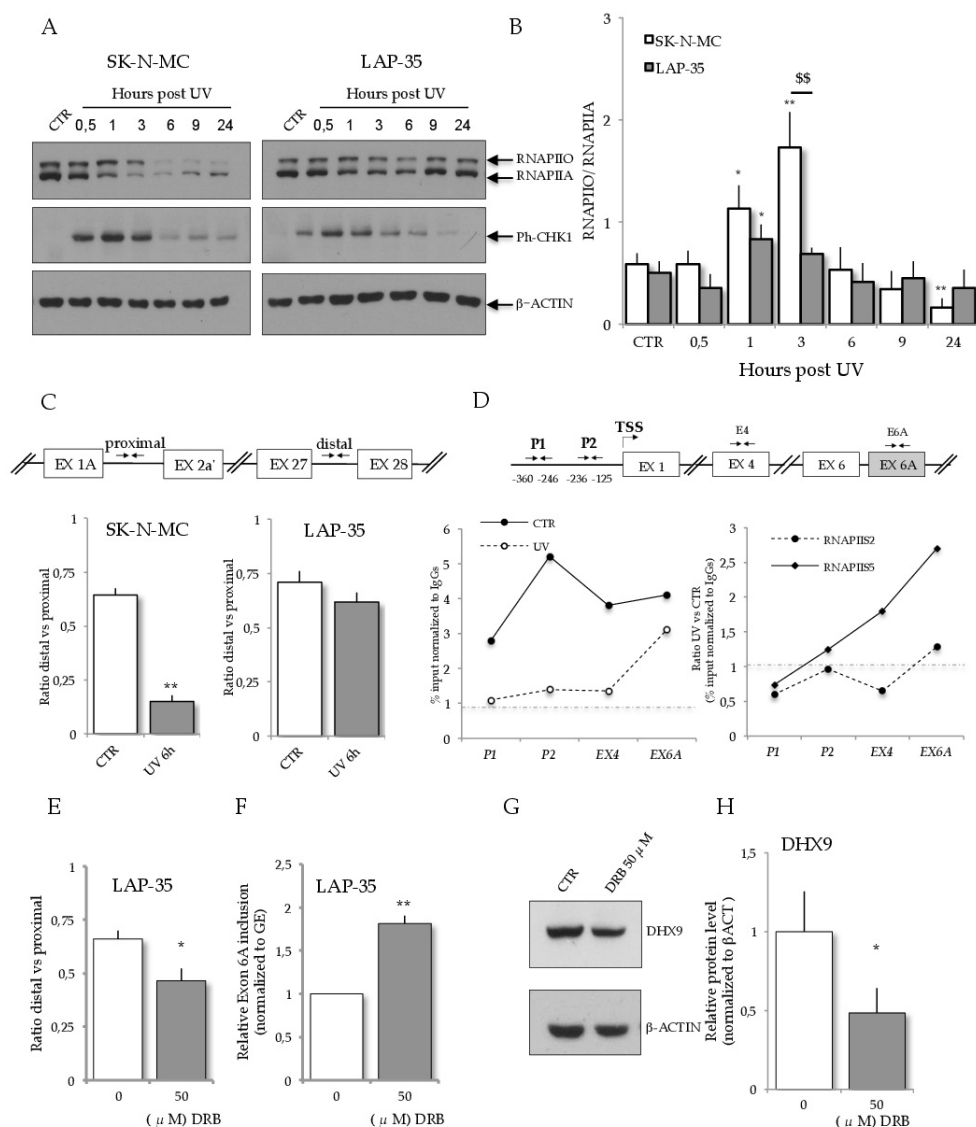 A
SK-N-MC
LAP-35
Hours post UV
Hours post UV
CTR 0,5 1 3 6 9 24
CTR 0,5 1 3 6 9 24
RNAPIIO
RNAPIIA
Ph-CHK1
β-ACTIN
B
SK-N-MC
LAP-35
RNAPIIO/RNAPIIA
3
2
1
0
*
*
**
$$
**
CTR 0,5 1 3 6 9 24
Hours post UV
C
proximal
distal
EX 1A
EX 2a'
EX 27
EX 28
SK-N-MC
Ratio distal vs proximal
1
0,75
0,5
0,25
0
**
CTR
UV 6h
LAP-35
Ratio distal vs proximal
1
0,75
0,5
0,25
0
CTR
UV 6h
D
P1
P2
TSS
E4
E6A
-360 -246
-236 -125
EX 1
EX 4
EX 6
EX 6A
CTR
UV
% input normalized to IgGs
6
5
4
3
2
1
0
P1 P2 EX4 EX6A
RNAPIIS2
RNAPIIS5
Ratio UV vs CTR
(% input normalized to IgGs)
3
2,5
2
1,5
1
0,5
0
P1 P2 EX4 EX6A
E
LAP-35
Ratio distal vs proximal
1
0,75
0,5
0,25
0
*
0 50
(μM) DRB
F
LAP-35
Relative Exon 6A inclusion
(normalized to GE)
2,5
2
1,5
1
0,5
0
**
0 50
(μM) DRB
G
CTR
DRB 50 μM
DHX9
β-ACTIN
H
DHX9
Relative protein level
(normalized to βACT)
1,5
1
0,5
0
*
0 50
(μM) DRB